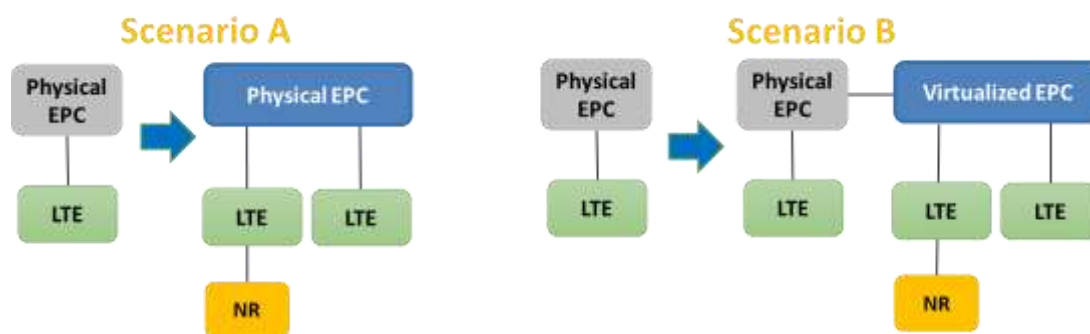 Scenario A
Physical
EPC
Physical EPC
LTE
LTE
LTE
NR
Scenario B
Physical
EPC
Physical
EPC
Virtualized EPC
LTE
LTE
LTE
LTE
NR